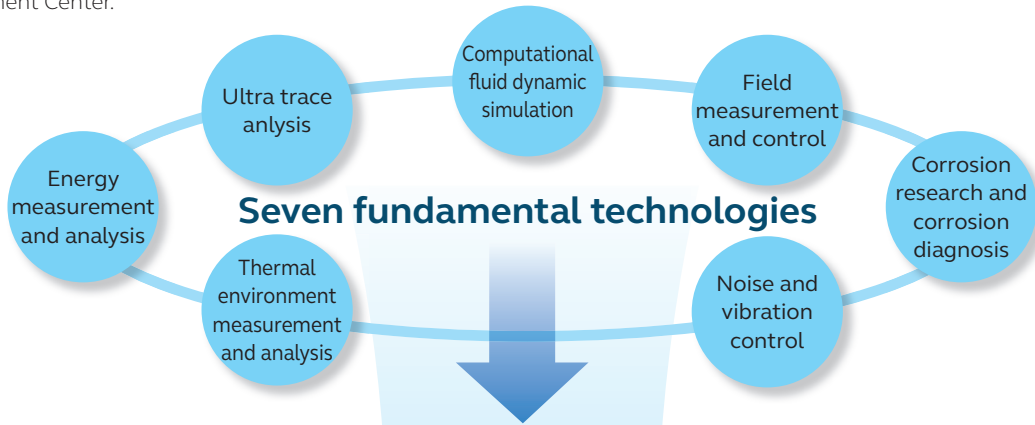 ment Center.
Computational
fluid dynamic
simulation
Ultra trace
anlysis
Field
measurement
and control
Energy
measurement
and analysis
Corrosion
research and
corrosion
diagnosis
Seven fundamental technologies
Thermal
environment
measurement
and analysis
Noise and
vibration
control